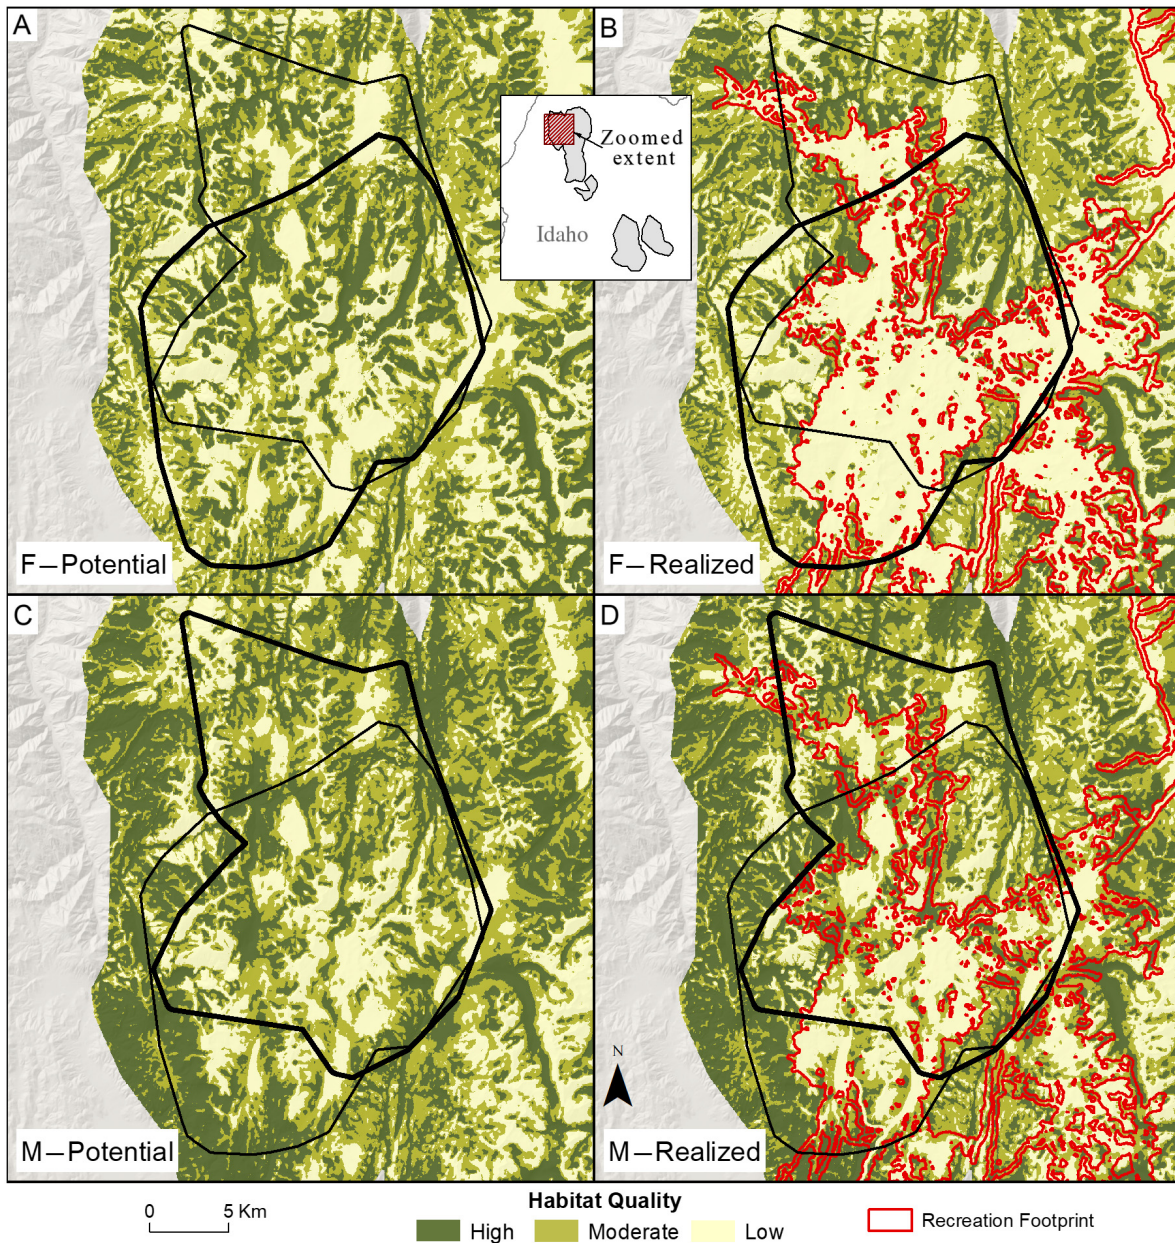 A
B
Zoomed
extent
Idaho
F—Potential
F—Realized
C
D
N
M—Potential
M—Realized
0 5 Km
Habitat Quality
High Moderate Low
Recreation Footprint